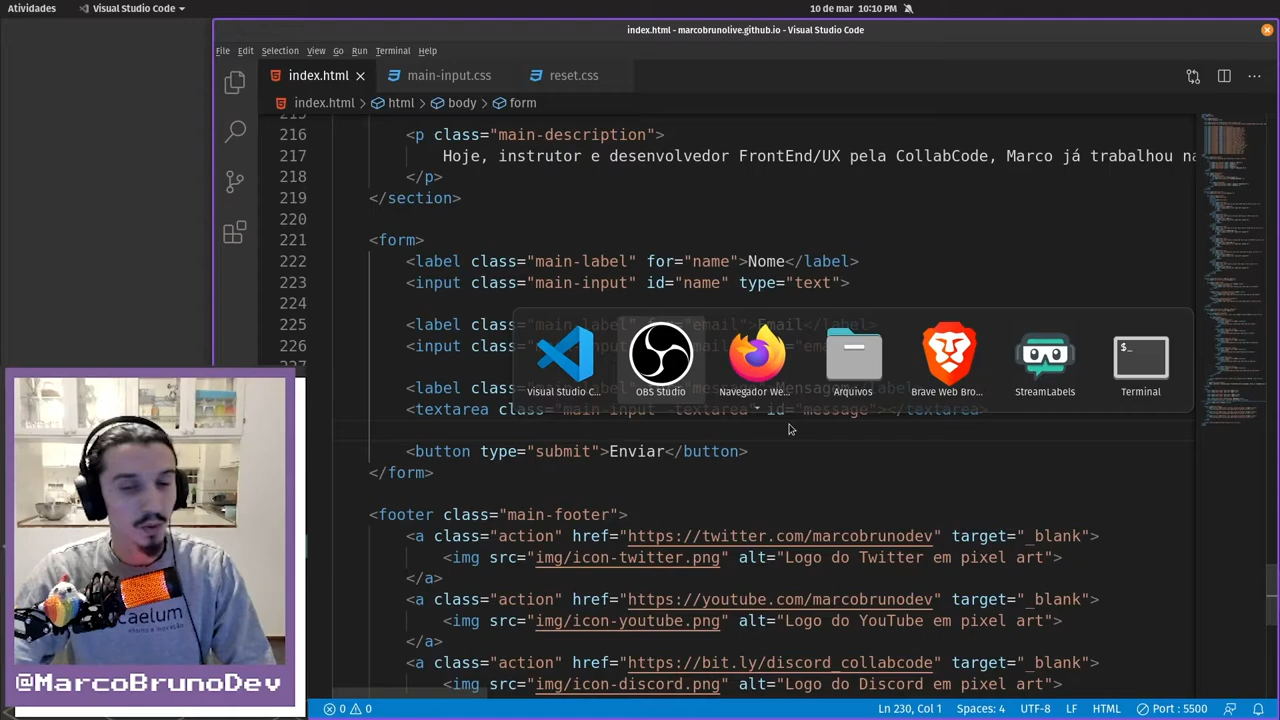 Atividades
Visual Studio Code
10 de mar 10:10 PM
index.html - marcobrunolive.github.io - Visual Studio Code
File Edit Selection View Go Run Terminal Help
index.html
main-input.css
reset.css
index.html
html
body
form
216 <p class="main-description">
217 Hoje, instrutor e desenvolvedor FrontEnd/UX pela CollabCode, Marco já trabalhou na
218 </p>
219 </section>
220
221 <form>
222 <label class="main-label" for="name">Nome</label>
223 <input class="main-input" id="name" type="text">
224
225 <label class="main-label" for="email">Email</label>
226 <input
<label class
<textarea
<button type="submit">Enviar</button>
</form>
<footer class="main-footer">
<a class="action" href="https://twitter.com/marcobrunodev" target="_blank">
<img src="img/icon-twitter.png" alt="Logo do Twitter em pixel art">
</a>
<a class="action" href="https://youtube.com/marcobrunodev" target="_blank">
<img src="img/icon-youtube.png" alt="Logo do YouTube em pixel art">
</a>
<a class="action" href="https://bit.ly/discord_collabcode" target="_blank">
<img src="img/icon-discord.png" alt="Logo do Discord em pixel art">
Visual Studio C...
OBS Studio
Navegador We...
Arquivos
Brave Web Bro...
StreamLabels
$_
Terminal
caelum
@MarcoBrunoDev
0 0
Ln 230, Col 1
Spaces: 4
UTF-8
LF
HTML
Port : 5500